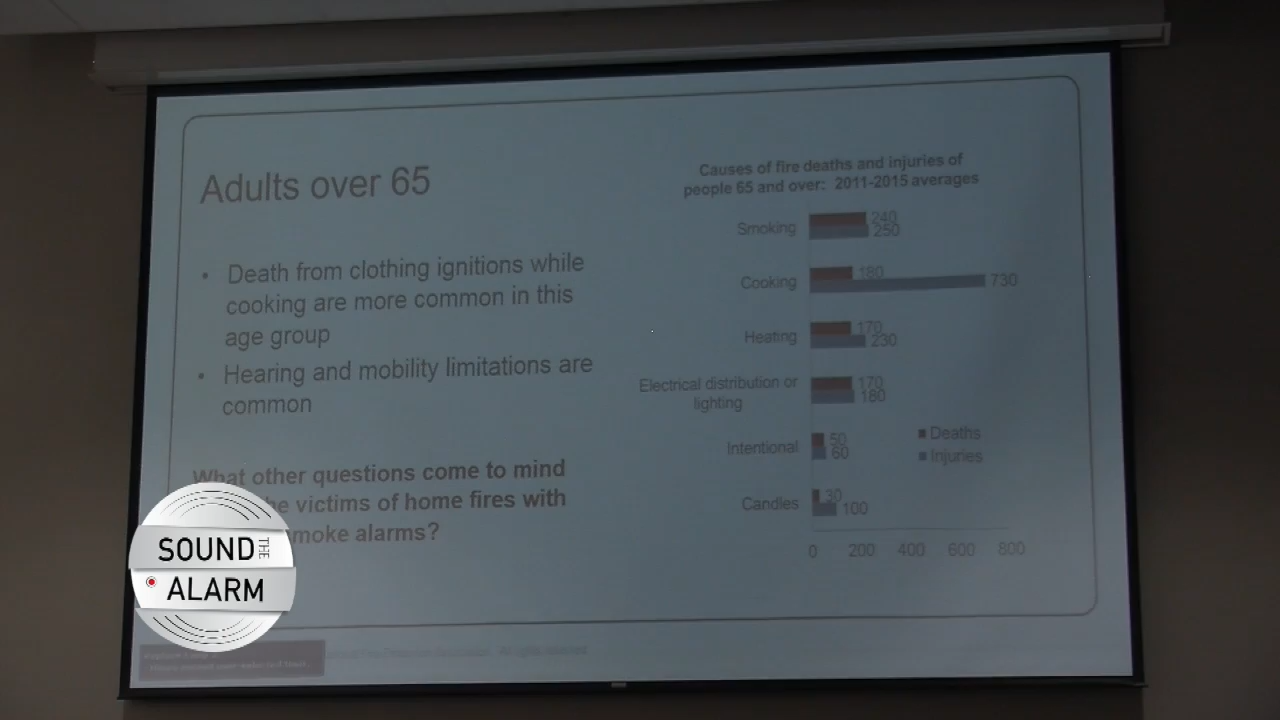 Adults over 65
• Death from clothing ignitions while
cooking are more common in this
age group
• Hearing and mobility limitations are
common
What other questions come to mind
he victims of home fires with
moke alarms?
Causes of fire deaths and injuries of
people 65 and over: 2011-2015 averages
Smoking
240
250
Cooking
180
730
Heating
170
230
Electrical distribution or
lighting
170
180
Intentional
50
60
Candles
30
100
Deaths
Injuries
0 200 400 600 800
SOUND THE
ALARM
All rights reserved